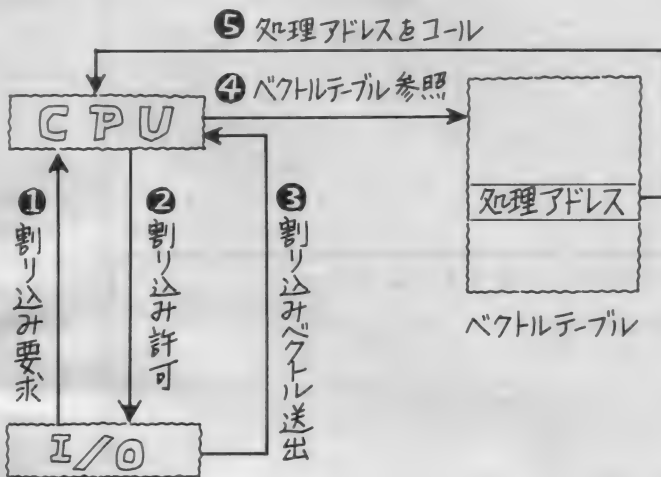 ❺ 処理アドレスをコール
❹ ベクトルテーブル参照
CPU
処理アドレス
ベクトルテーブル
❶ 割り込み要求
❷ 割り込み許可
❸ 割り込みベクトル送出
I/O